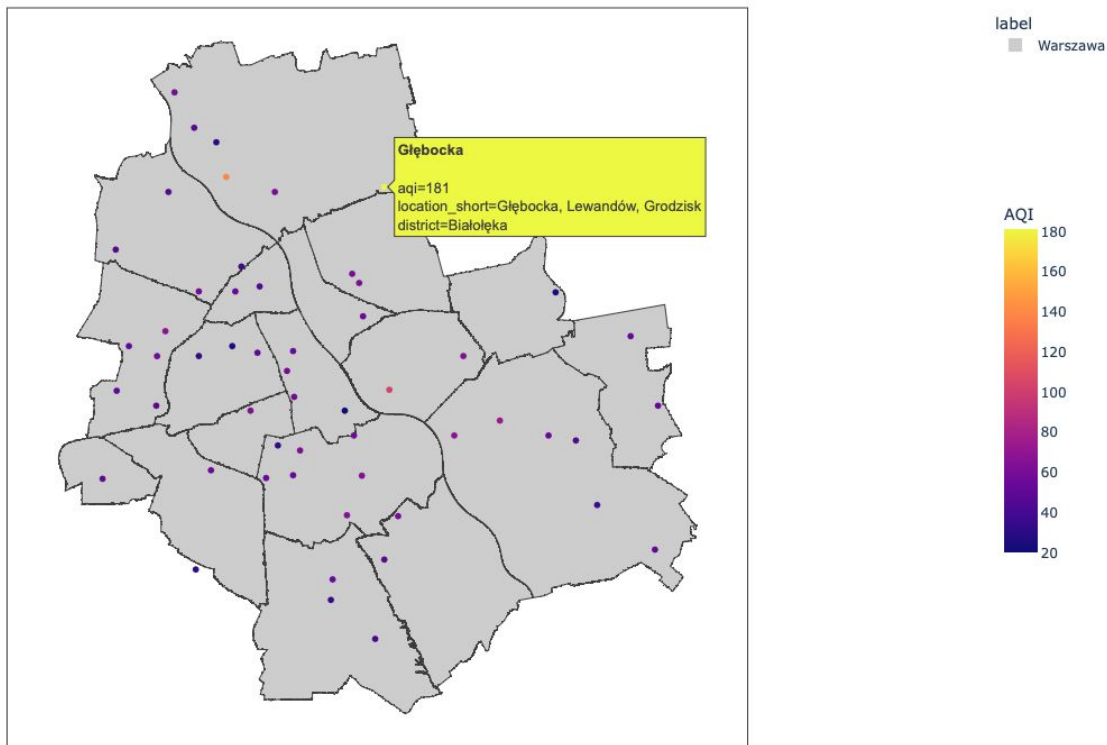 label
Warszawa
Głębocka
aqi=181
location_short=Głębocka, Lewandów, Grodzisk
district=Białołęka
AQI
180
160
140
120
100
80
60
40
20